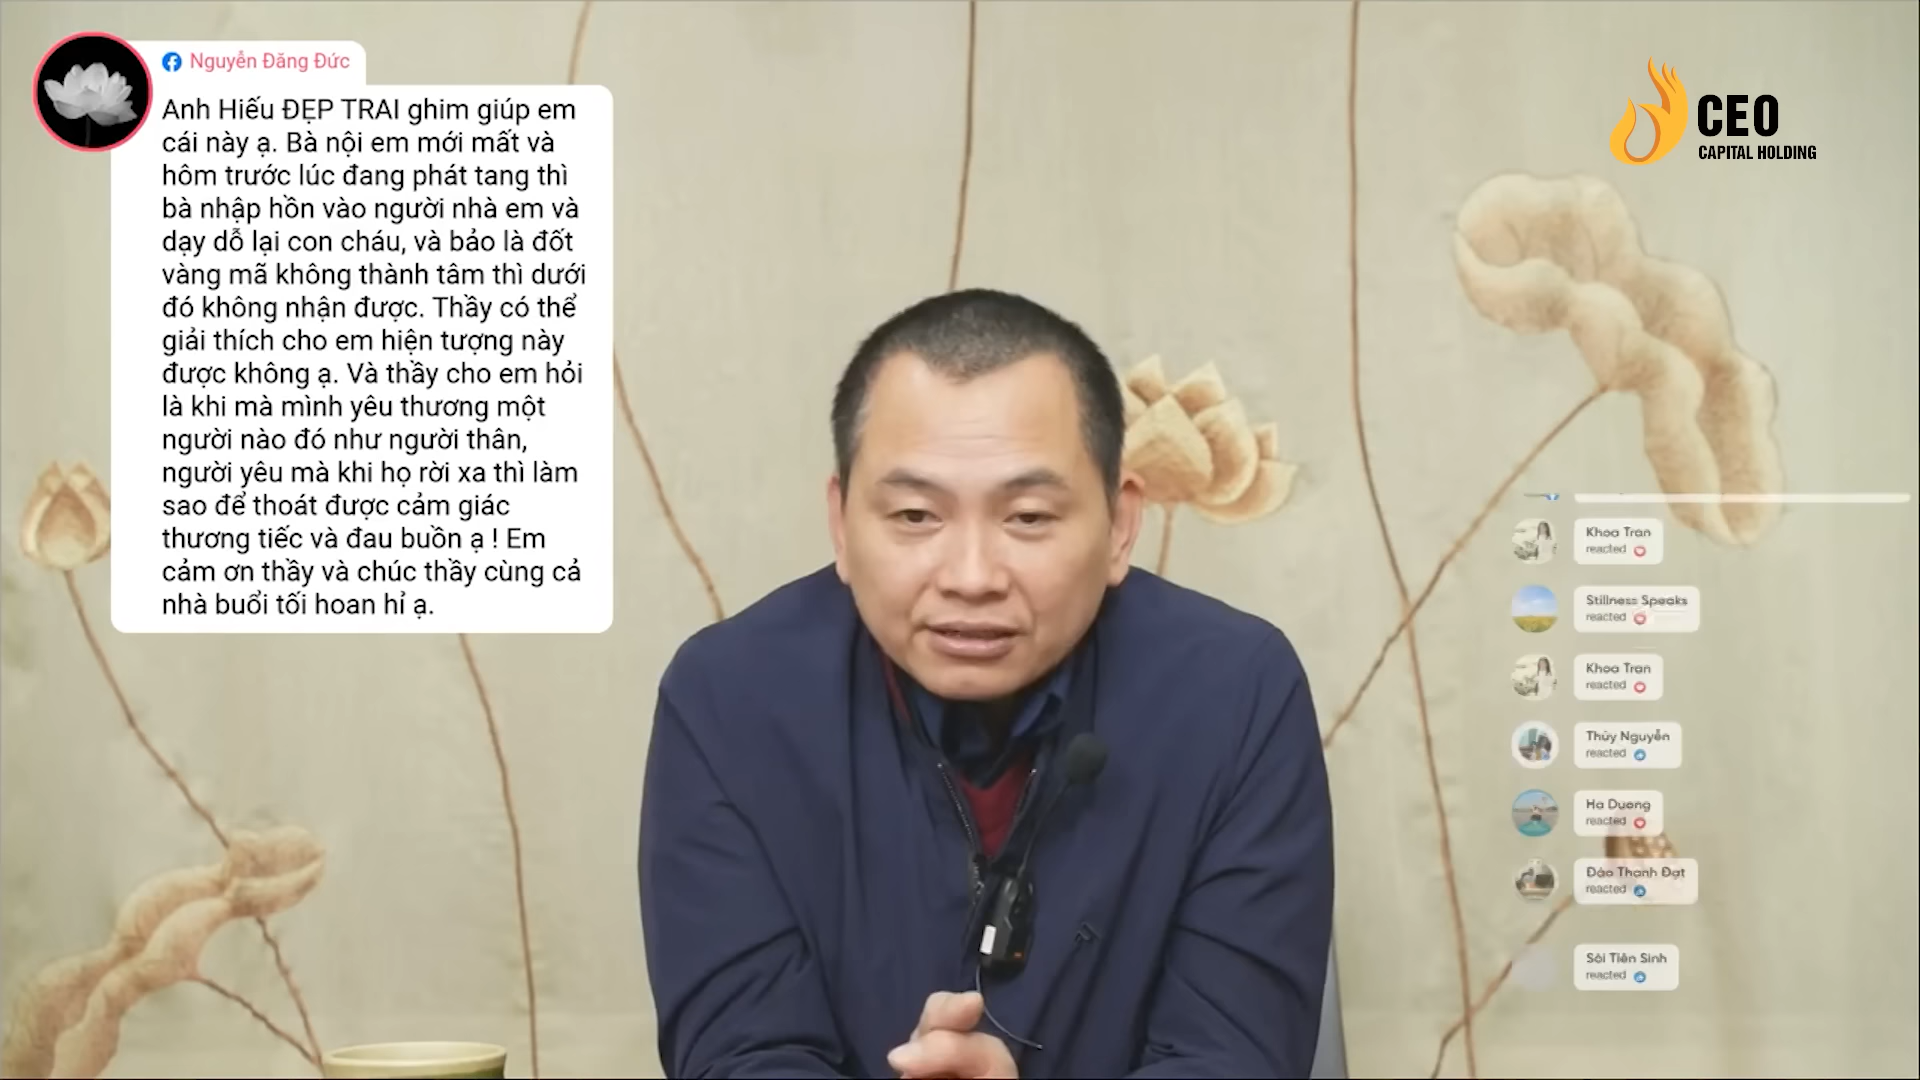 Nguyễn Đăng Đức
Anh Hiếu ĐẸP TRAI ghim giúp em
cái này ạ. Bà nội em mới mất và
hôm trước lúc đang phát tang thì
bà nhập hồn vào người nhà em và
dạy dỗ lại con cháu, và bảo là đốt
vàng mã không thành tâm thì dưới
đó không nhận được. Thầy có thể
giải thích cho em hiện tượng này
được không ạ. Và thầy cho em hỏi
là khi mà mình yêu thương một
người nào đó như người thân,
người yêu mà khi họ rời xa thì làm
sao để thoát được cảm giác
thương tiếc và đau buồn ạ ! Em
cảm ơn thầy và chúc thầy cùng cả
nhà buổi tối hoan hỉ ạ.
CEO
CAPITAL HOLDING
Khoa Tran
reacted
Stillness Speaks
reacted
Khoa Tran
reacted
Thủy Nguyễn
reacted
Ha Duong
reacted
Đào Thanh Đạt
reacted
Sỏi Tiên Sinh
reacted